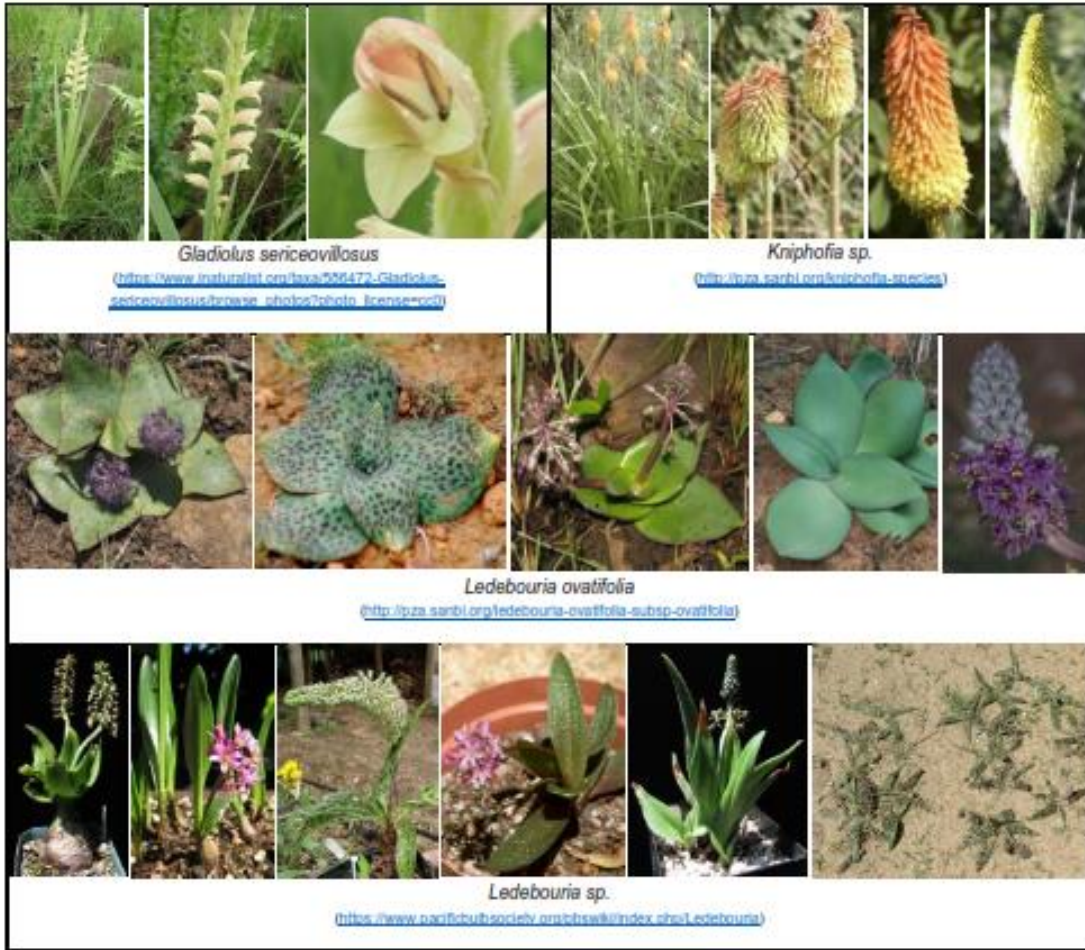 Gladiolus sericeovillosus
(https://www.inaturalist.org/taxa/586472-Gladiolus-
sericeovillosus/browse_photos?photo_license=cc0)
Kniphofia sp.
(http://pza.sanbi.org/kniphofia-species)
Ledebouria ovatifolia
(http://pza.sanbi.org/ledebouria-ovatifolia-subsp-ovatifolia)
Ledebouria sp.
(https://www.pacificbulbsociety.org/pbswiki/index.php/Ledebouria)